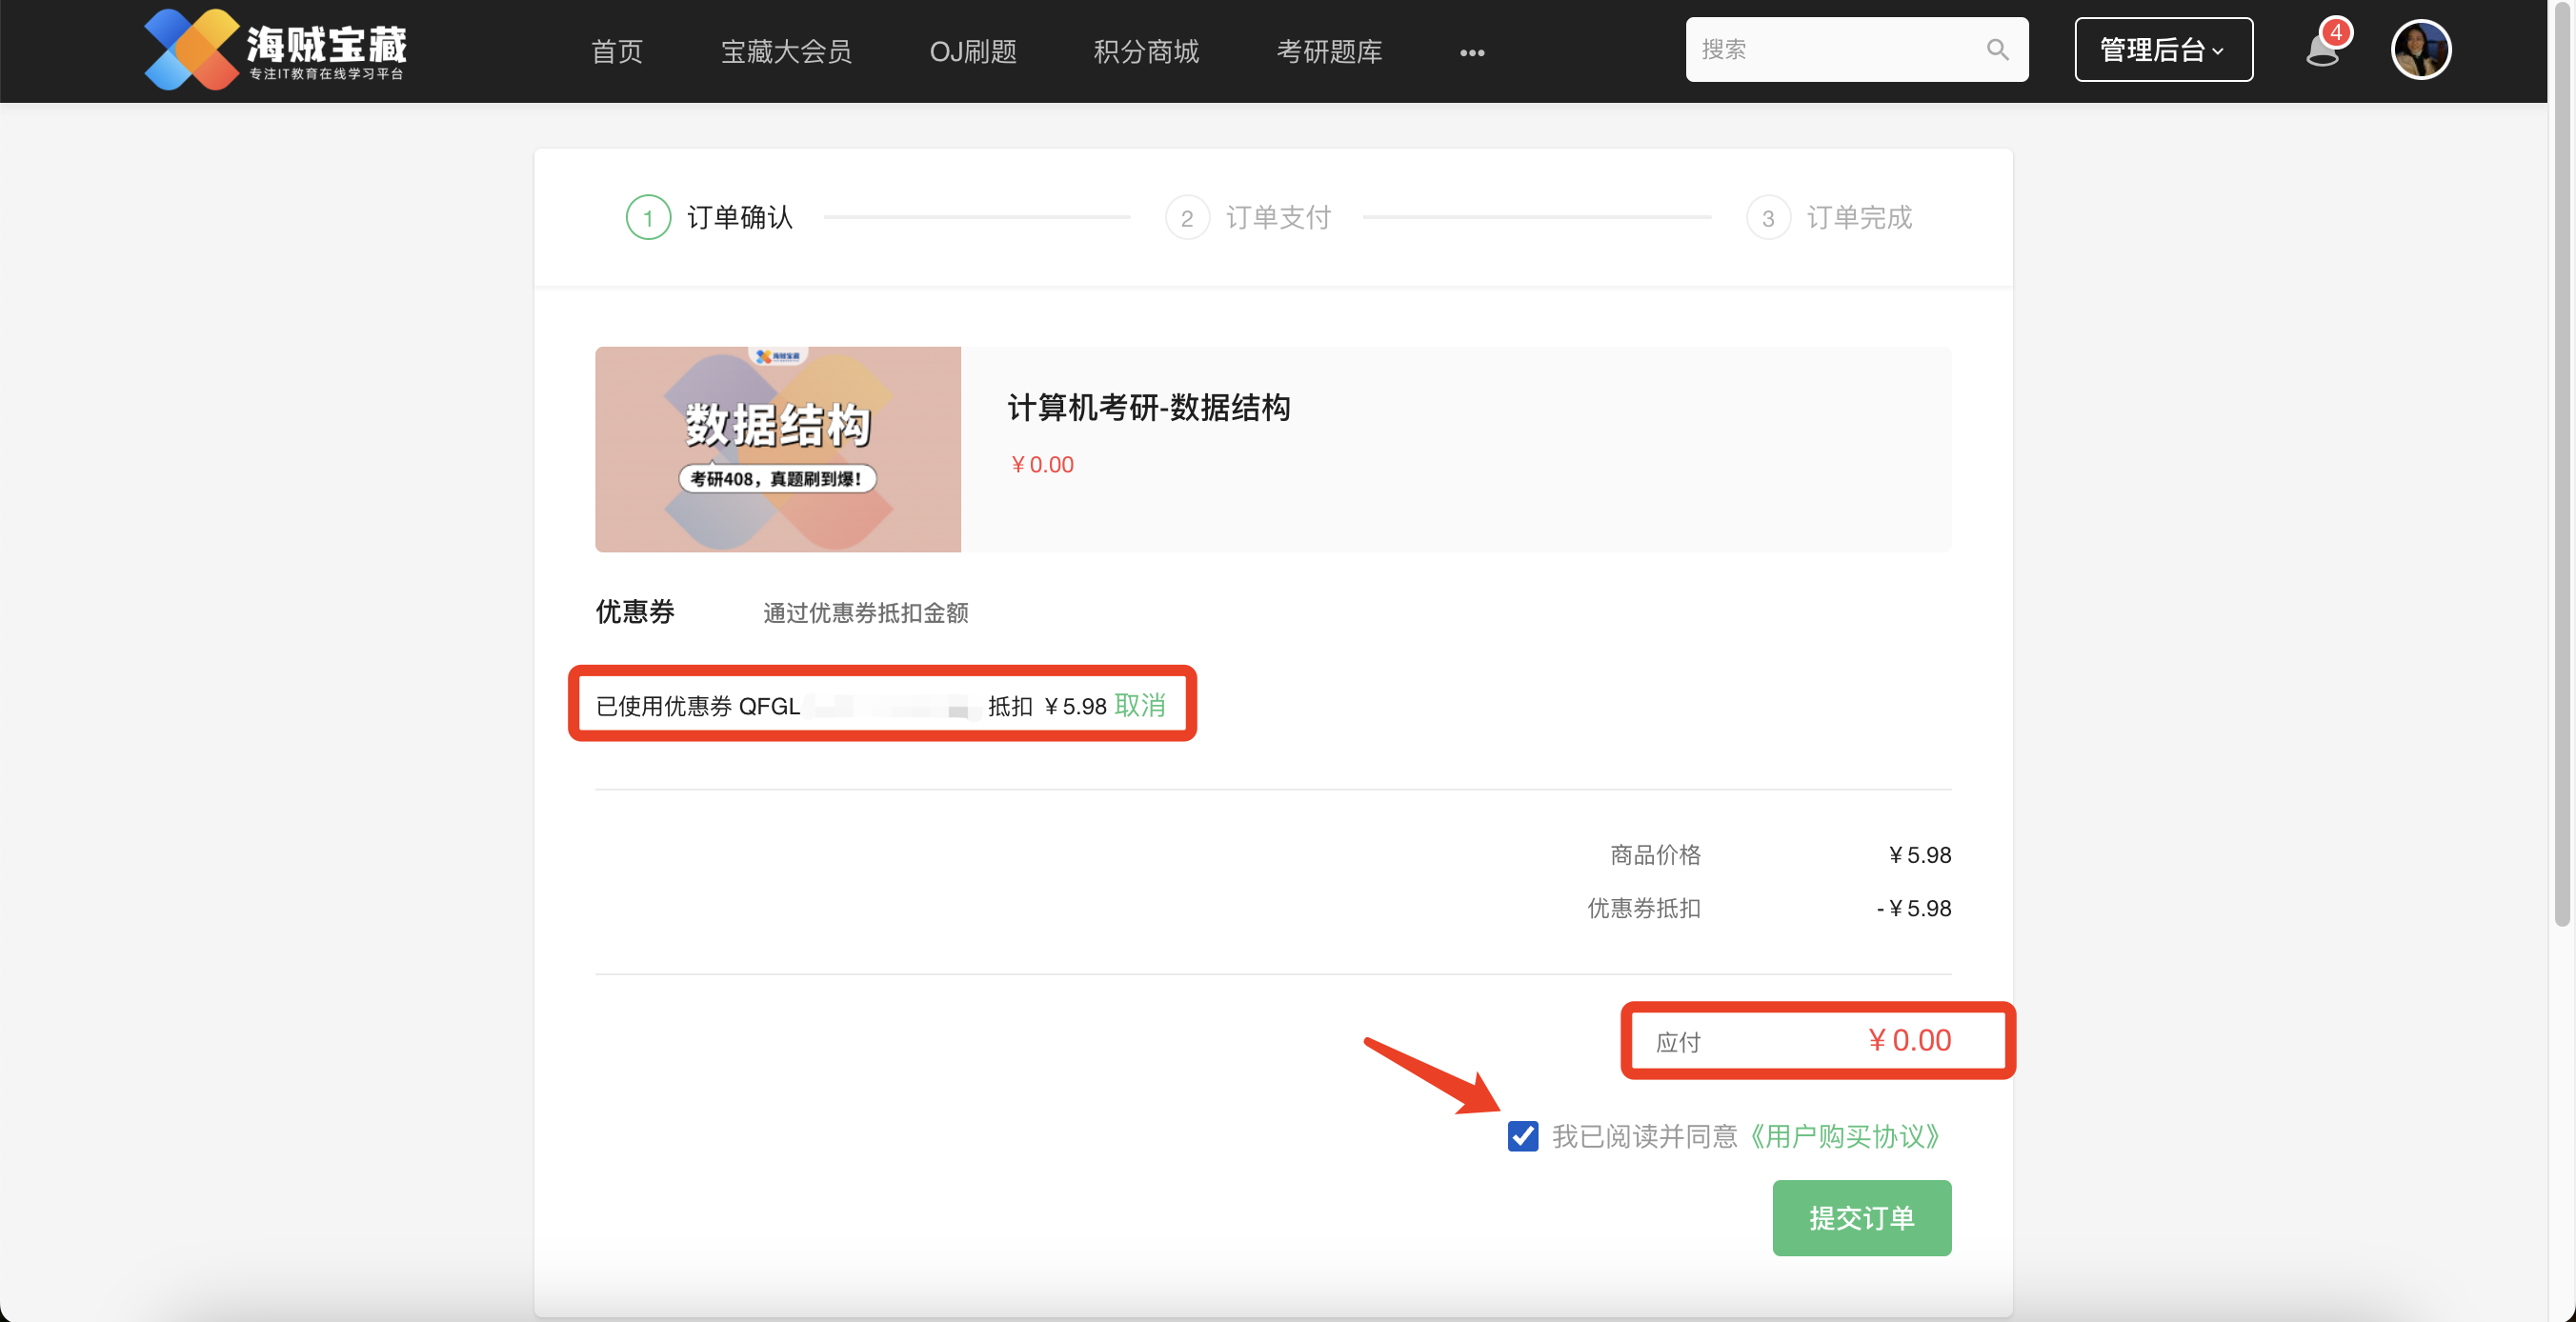 海贼宝藏
专注IT教育在线学习平台
首页 宝藏大会员 OJ刷题 积分商城 考研题库 ••• 搜索 管理后台 4
1 订单确认 2 订单支付 3 订单完成
海贼宝藏
数据结构
考研408，真题刷到爆！
计算机考研-数据结构
¥ 0.00
优惠券 通过优惠券抵扣金额
已使用优惠券 QFGL 抵扣 ¥ 5.98 取消
商品价格 ¥ 5.98
优惠券抵扣 - ¥ 5.98
应付 ¥ 0.00
我已阅读并同意《用户购买协议》
提交订单